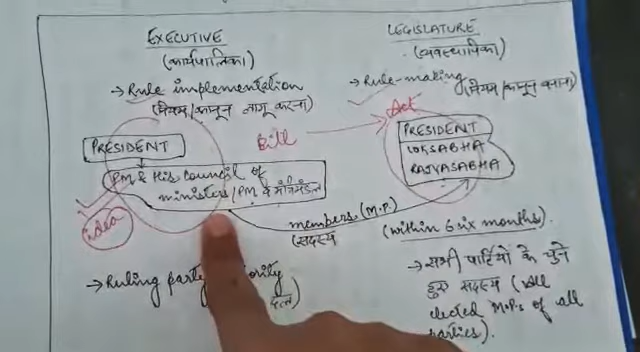 EXECUTIVE
(कार्यपालिका)
→ Rule implementation
(नियम/कानून लागू करना)
PRESIDENT
PM & His Council of
ministers/PM व मंत्रिमंडल
idea
Bill
Act
LEGISLATURE
(व्यवस्थापिका)
→ Rule-making
(नियम/कानून बनाना)
PRESIDENT
LOKSABHA
RAJYASABHA
members (M.P.)
(सदस्य
(within six months).
→ Ruling party
→ सभी पार्टियों के चुने
हुए सदस्य (all
elected M.P.s of all
parties).